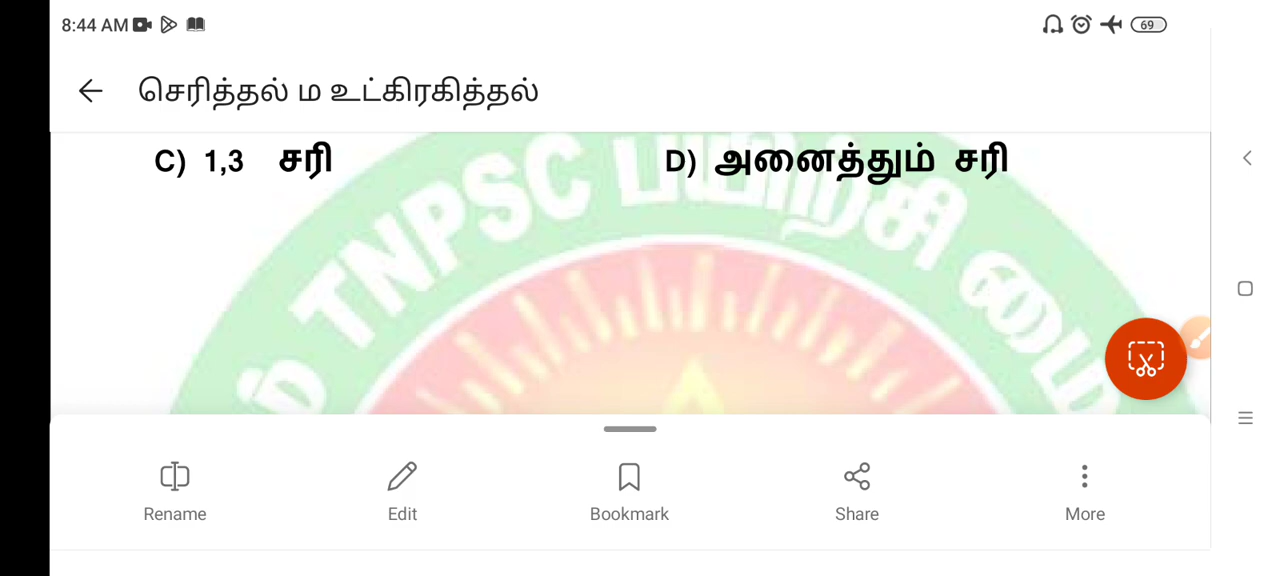 8:44 AM
69
செரித்தல் ம உட்கிரகித்தல்
C) 1,3 சரி
D) அனைத்தும் சரி
TNPSC பயிற்சி மைய
ம்
Rename
Edit
Bookmark
Share
More